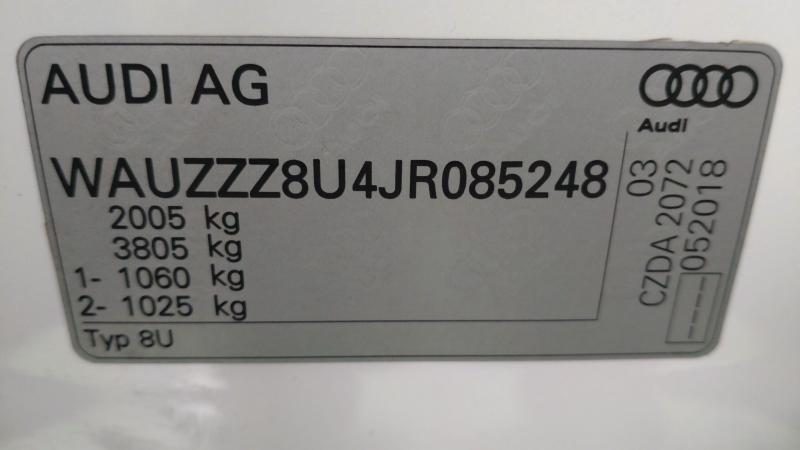 AUDI AG
Audi
WAUZZZ8U4JR085248
2005 kg
3805 kg
1- 1060 kg
2- 1025 kg
Typ 8U
03
CZDA 2072
052018
----